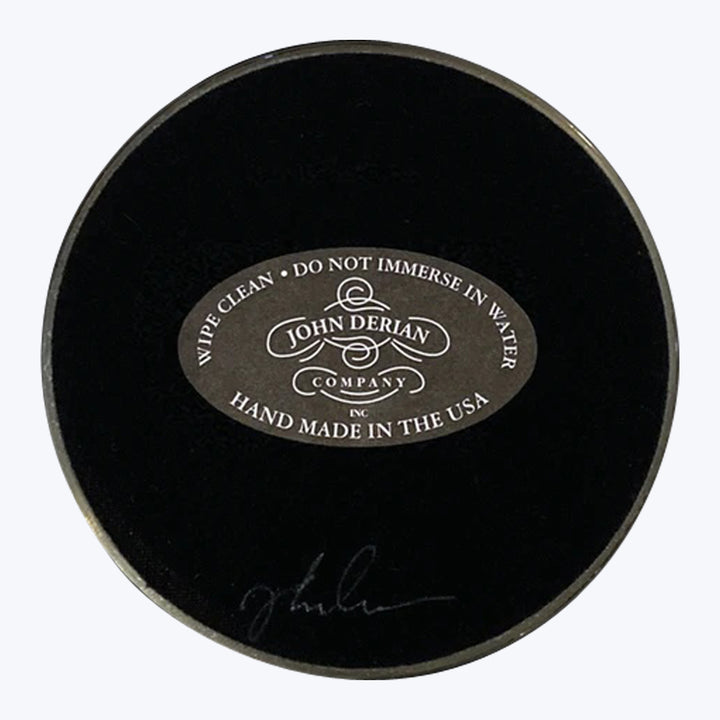 WIPE CLEAN • DO NOT IMMERSE IN WATER
JOHN DERIAN
COMPANY
INC
HAND MADE IN THE USA